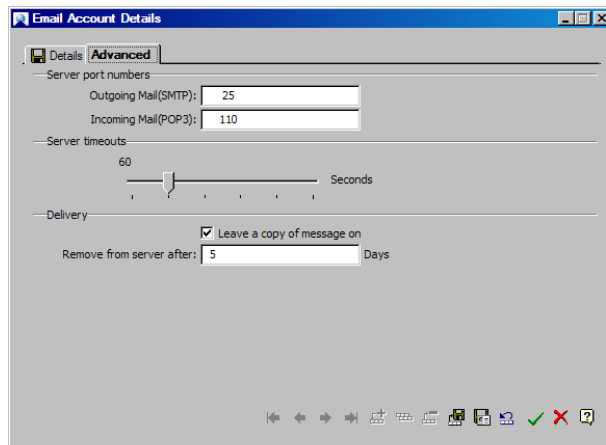 Email Account Details
Details Advanced
Server port numbers
Outgoing Mail(SMTP): 25
Incoming Mail(POP3): 110
Server timeouts
60
Seconds
Delivery
Leave a copy of message on
Remove from server after: 5 Days